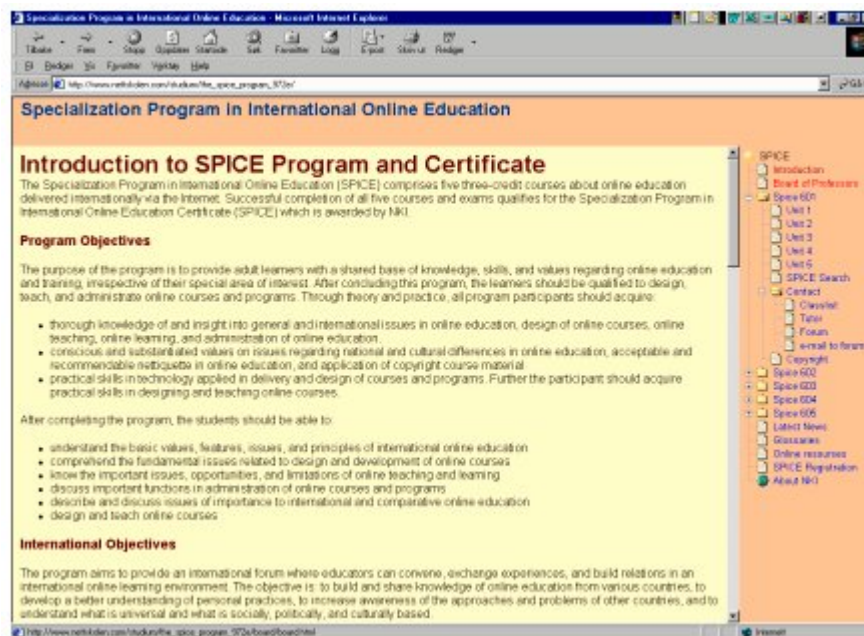 Specialization Program in International Online Education - Microsoft Internet Explorer
Tilbake Stopp Oppdater Startside Søk Favoritter Logg E-post Skriv ut Rediger
Rediger Vis Favoritter Verktøy Help
Specialization Program in International Online Education
Introduction to SPICE Program and Certificate
The Specialization Program in International Online Education (SPICE) comprises five three-credit courses about online education
delivered internationally via the Internet. Successful completion of all five courses and exams qualifies for the Specialization Program in
International Online Education Certificate (SPICE) which is awarded by NKI.
Program Objectives
The purpose of the program is to provide adult learners with a shared base of knowledge, skills, and values regarding online education
and training, irrespective of their special area of interest. After concluding this program, the learners should be qualified to design,
teach, and administrate online courses and programs. Through theory and practice, all program participants should acquire:
thorough knowledge of and insight into general and international issues in online education, design of online courses, online
teaching, online learning, and administration of online education.
conscious and substantiated values on issues regarding national and cultural differences in online education, acceptable and
recommendable nettiquette in online education, and application of copyright course material
practical skills in technology applied in delivery and design of courses and programs. Further the participant should acquire
practical skills in designing and teaching online courses.
After completing the program, the students should be able to:
understand the basic values, features, issues, and principles of international online education
comprehend the fundamental issues related to design and development of online courses
know the important issues, opportunities, and limitations of online teaching and learning
discuss important functions in administration of online courses and programs
describe and discuss issues of importance to international and comparative online education
design and teach online courses
International Objectives
The program aims to provide an international forum where educators can convene, exchange experiences, and build relations in an
international online learning environment. The objective is: to build and share knowledge of online education from various countries, to
develop a better understanding of personal practices, to increase awareness of the approaches and problems of other countries, and to
understand what is universal and what is socially, politically, and culturally based.
SPICE
Introduction
Board of Professors
Spice 601
Unit 1
Unit 2
Unit 3
Unit 4
Unit 5
SPICE Search
Contact
Classlist
Tutor
Forum
e-mail to forum
Copyright
Spice 602
Spice 603
Spice 604
Spice 605
Latest News
Glossaries
Online resources
SPICE Registration
About NKI
Internett